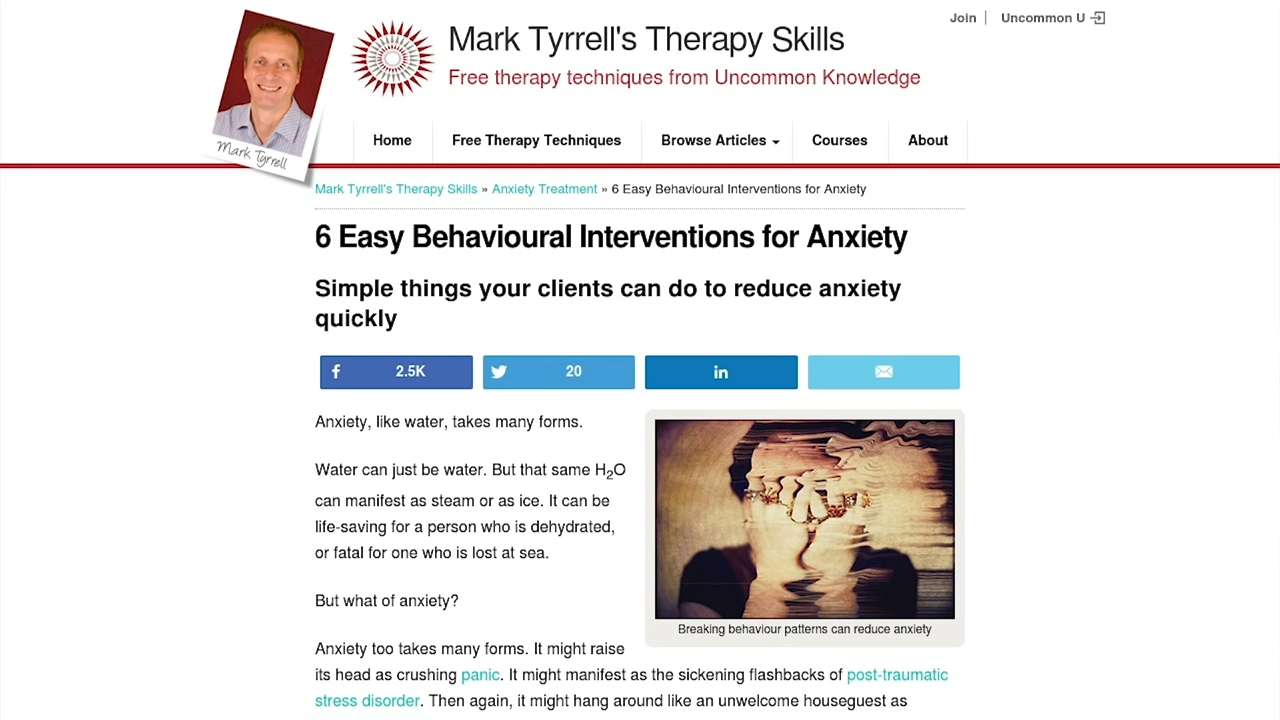 Join
Uncommon U
Mark Tyrrell's Therapy Skills
Free therapy techniques from Uncommon Knowledge
Mark Tyrrell
Home
Free Therapy Techniques
Browse Articles
Courses
About
Mark Tyrrell's Therapy Skills » Anxiety Treatment » 6 Easy Behavioural Interventions for Anxiety
6 Easy Behavioural Interventions for Anxiety
Simple things your clients can do to reduce anxiety
quickly
2.5K
20
in
Anxiety, like water, takes many forms.
Water can just be water. But that same H₂O
can manifest as steam or as ice. It can be
life-saving for a person who is dehydrated,
or fatal for one who is lost at sea.
But what of anxiety?
Breaking behaviour patterns can reduce anxiety
Anxiety too takes many forms. It might raise
its head as crushing panic. It might manifest as the sickening flashbacks of post-traumatic
stress disorder. Then again, it might hang around like an unwelcome houseguest as